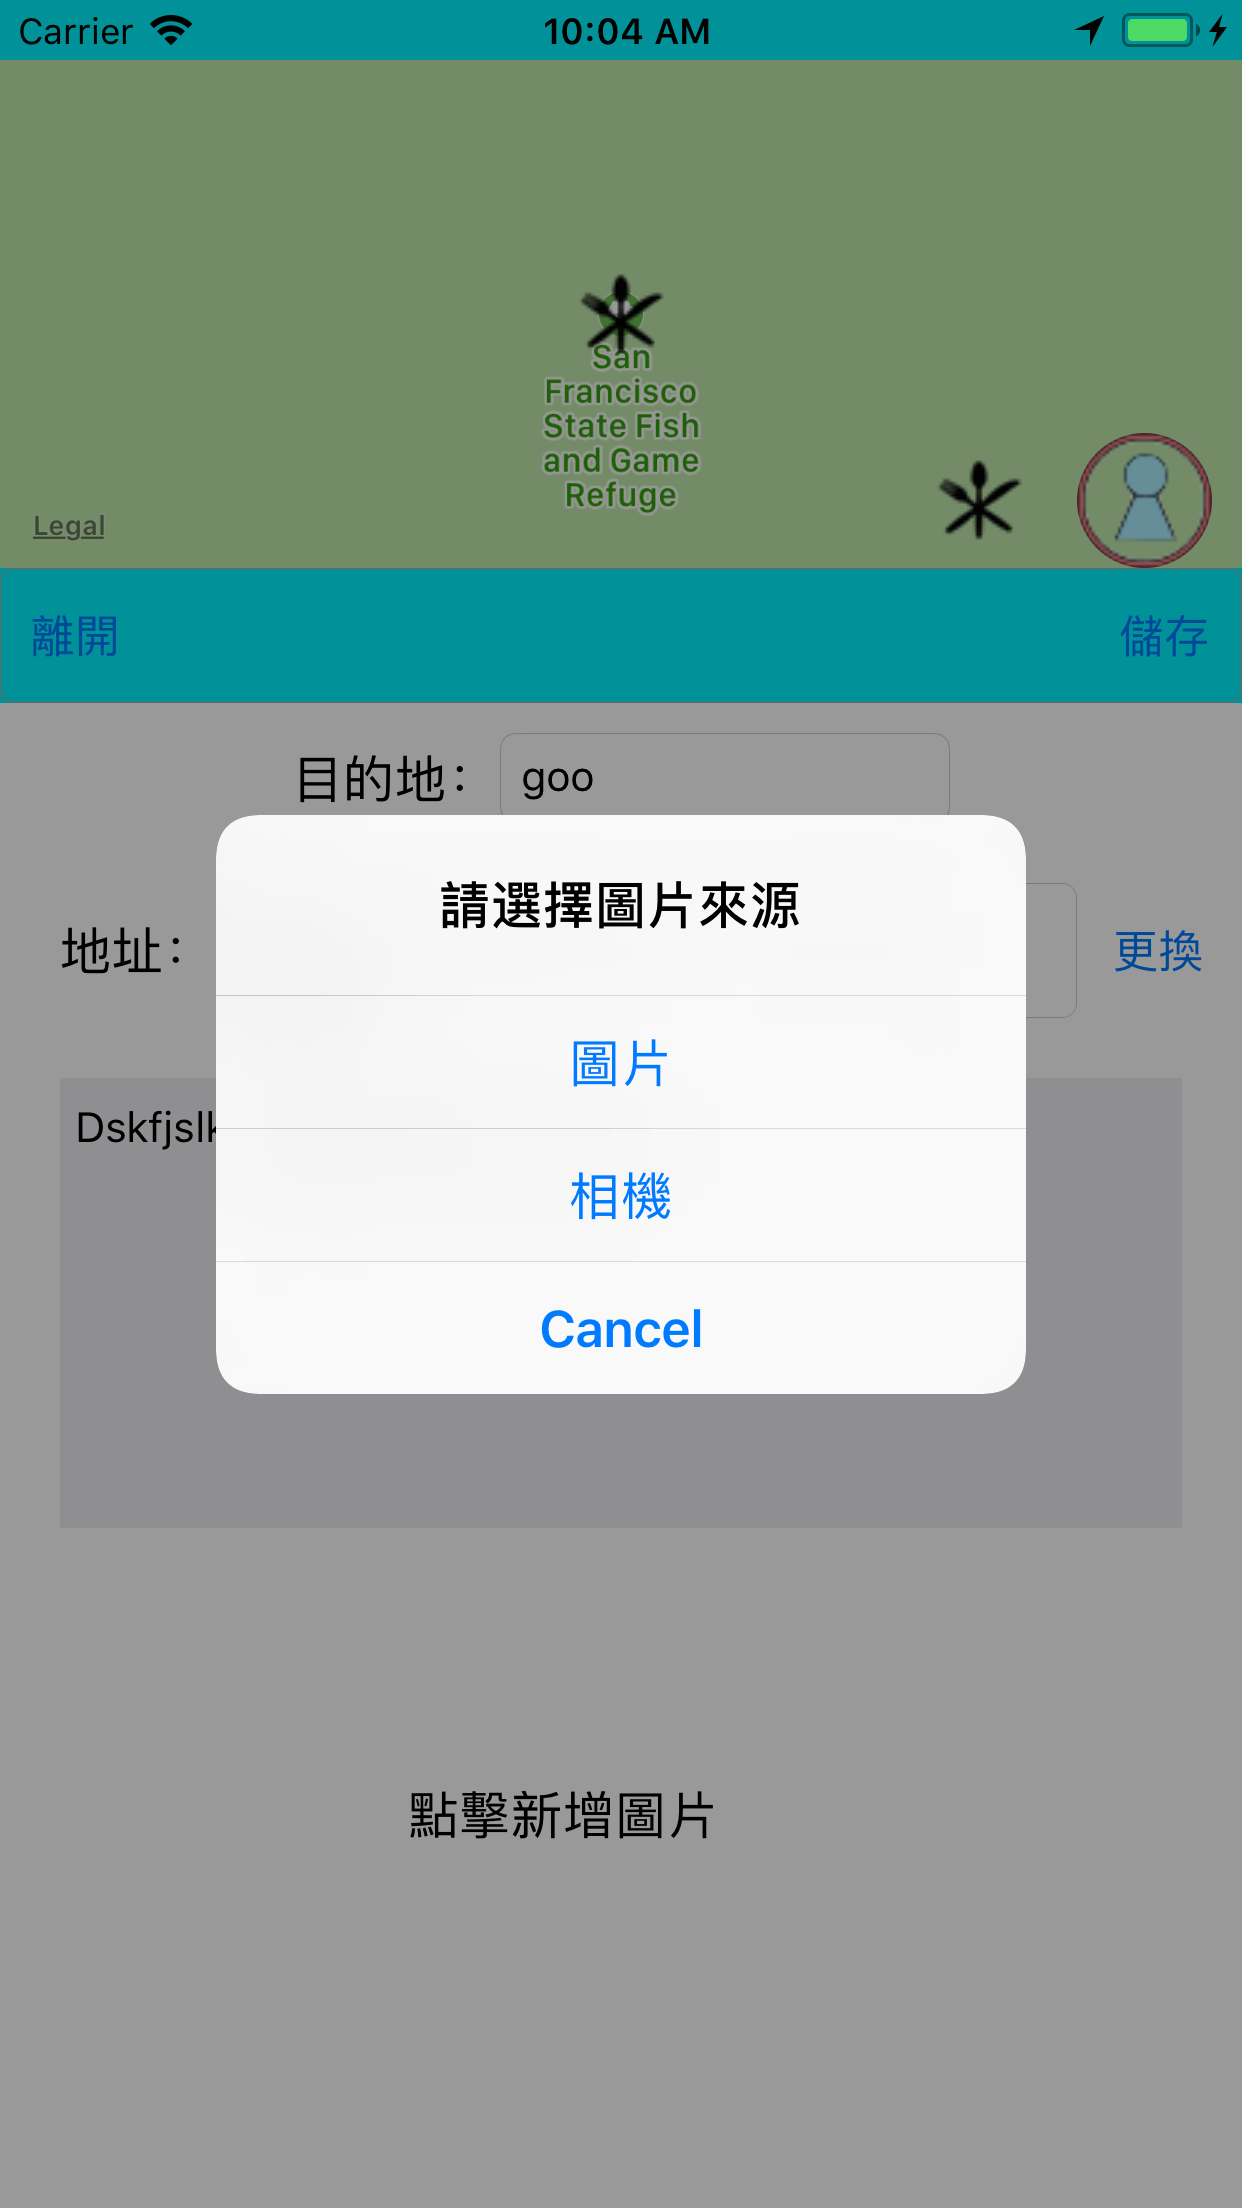 Carrier
10:04 AM
San
Francisco
State Fish
and Game
Refuge
Legal
離開
儲存
目的地：
goo
請選擇圖片來源
地址：
更換
圖片
Dskfjslk
相機
Cancel
點擊新增圖片